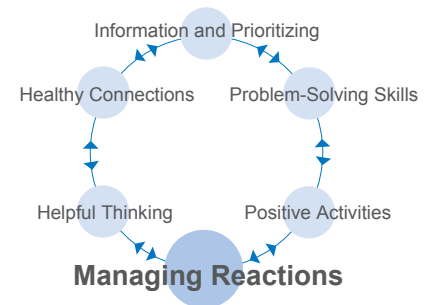 Information and Prioritizing
Healthy Connections
Problem-Solving Skills
Helpful Thinking
Positive Activities
Managing Reactions